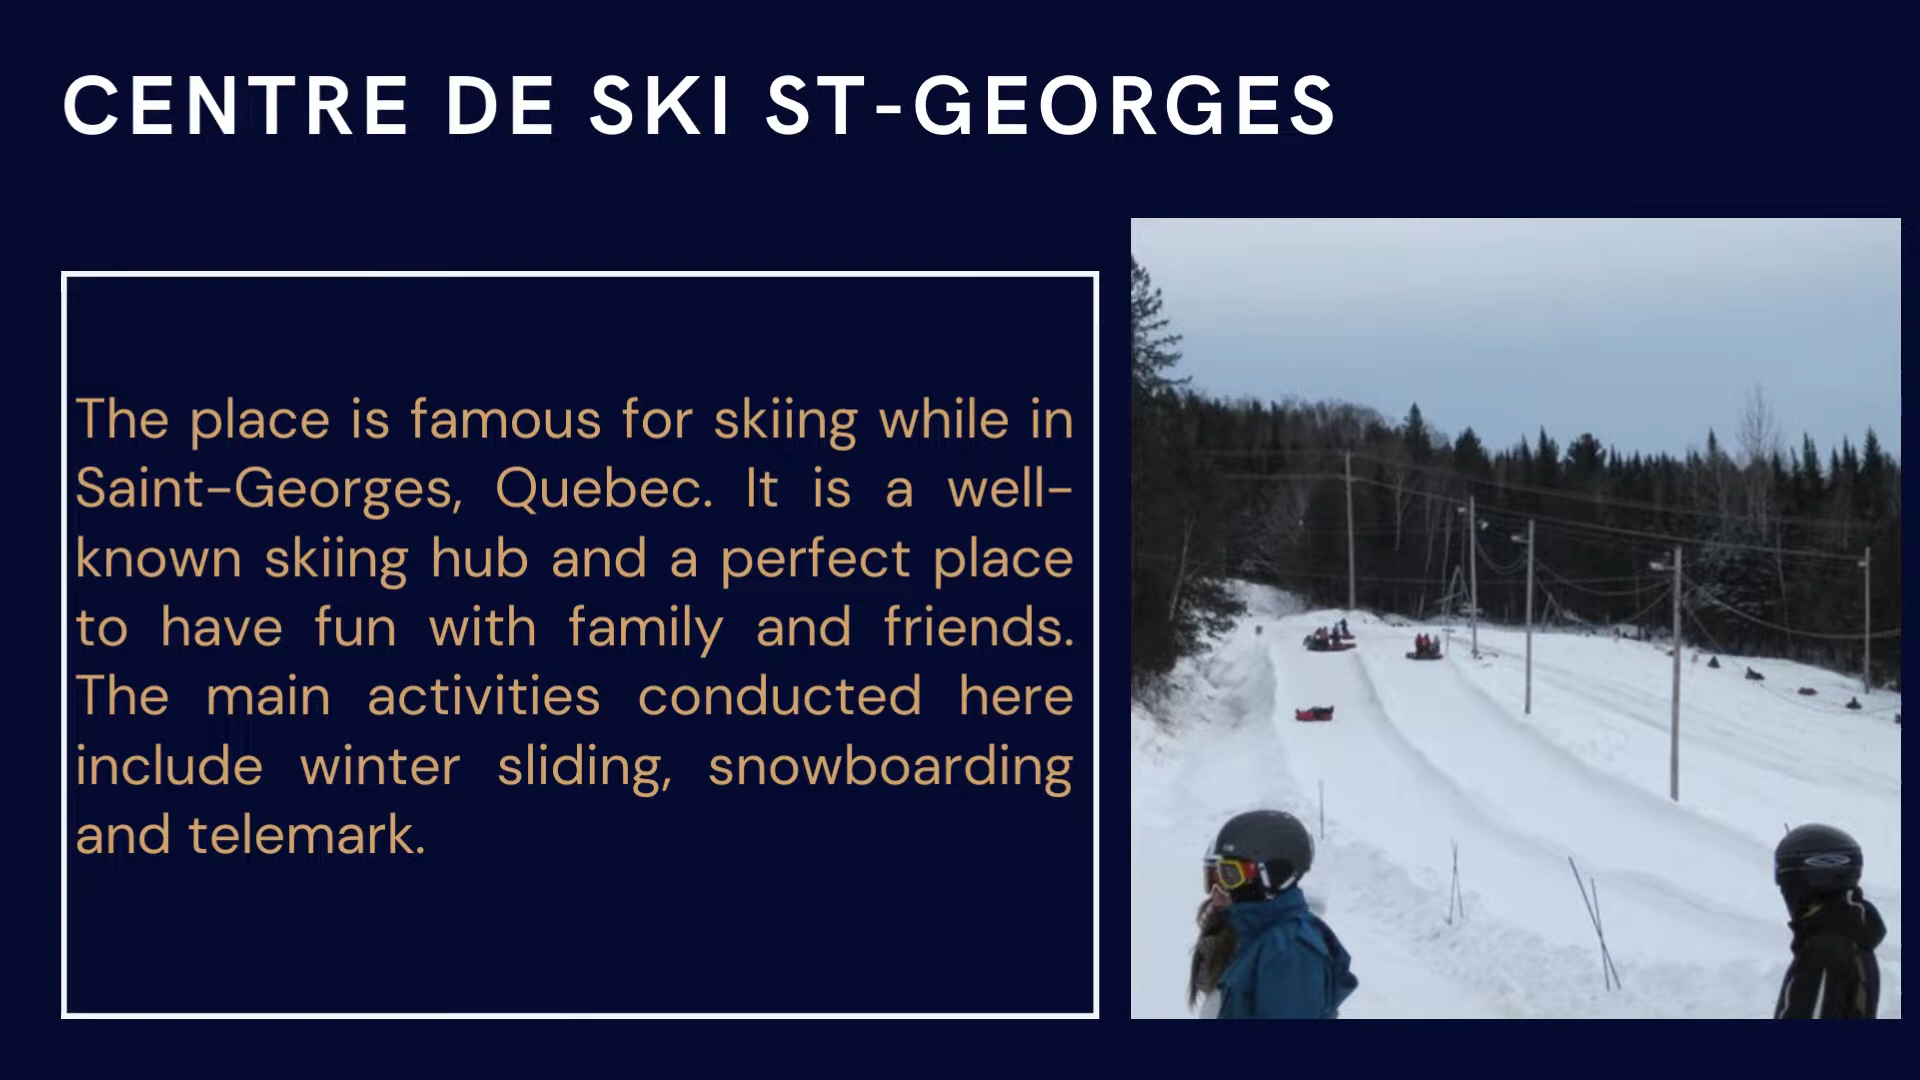 CENTRE DE SKI ST-GEORGES
The place is famous for skiing while in
Saint-Georges, Quebec. It is a well-
known skiing hub and a perfect place
to have fun with family and friends.
The main activities conducted here
include winter sliding, snowboarding
and telemark.